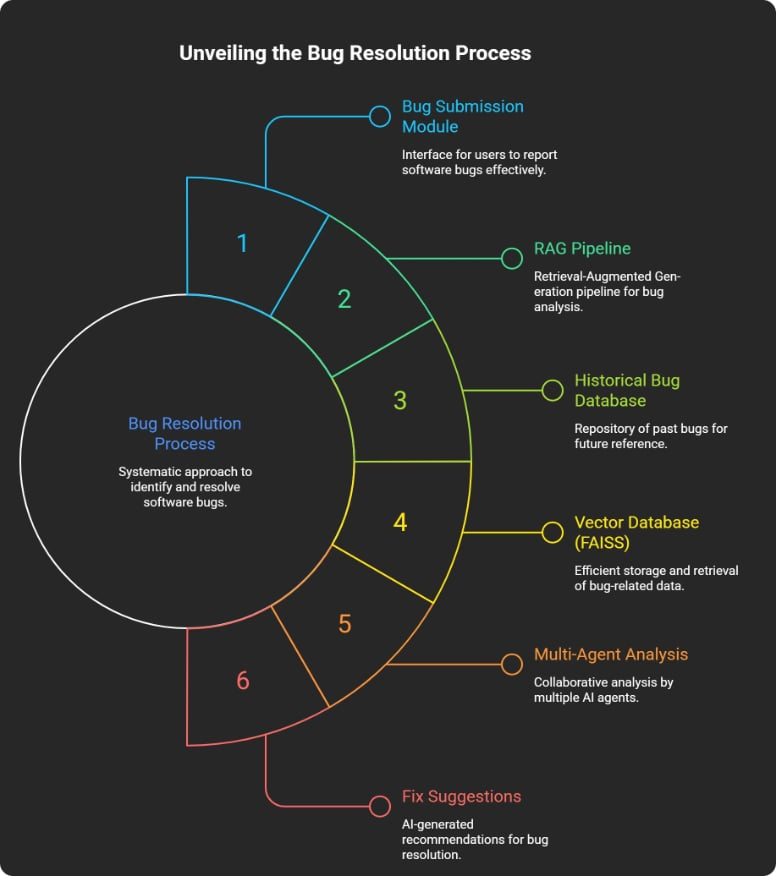 Unveiling the Bug Resolution Process
Bug Submission
Module
Interface for users to report
software bugs effectively.
1
RAG Pipeline
Retrieval-Augmented Gen-
eration pipeline for bug
analysis.
2
Historical Bug
Database
Repository of past bugs for
future reference.
3
Bug Resolution
Process
Systematic approach to
identify and resolve
software bugs.
4
Vector Database
(FAISS)
Efficient storage and retrieval
of bug-related data.
5
Multi-Agent Analysis
Collaborative analysis by
multiple AI agents.
6
Fix Suggestions
AI-generated
recommendations for bug
resolution.